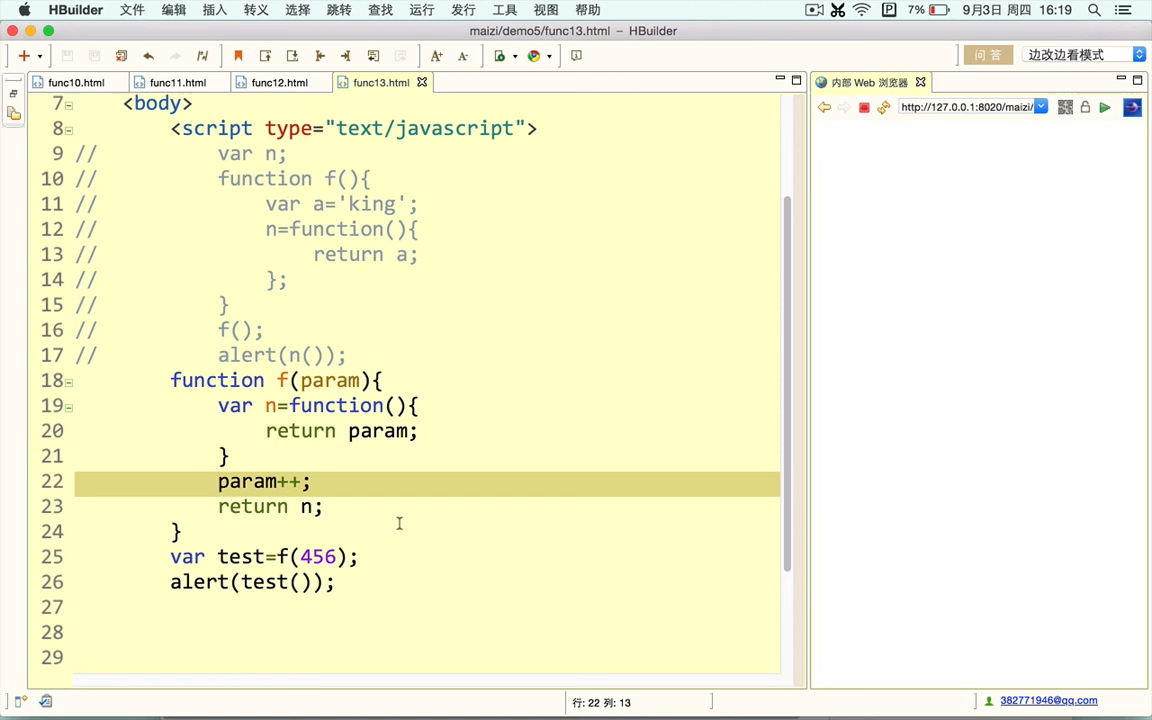 HBuilder 文件 编辑 插入 转义 选择 跳转 查找 运行 发行 工具 视图 帮助 7% 9月3日 周四 16:19
maizi/demo5/func13.html – HBuilder
问 答 边改边看模式
func10.html func11.html func12.html func13.html 内部 Web 浏览器
http://127.0.0.1:8020/maizi/
7 <body>
8 <script type="text/javascript">
9 // var n;
10 // function f(){
11 // var a='king';
12 // n=function(){
13 // return a;
14 // };
15 // }
16 // f();
17 // alert(n());
18 function f(param){
19 var n=function(){
20 return param;
21 }
22 param++;
23 return n;
24 }
25 var test=f(456);
26 alert(test());
27
28
29
行: 22 列: 13
382771946@qq.com